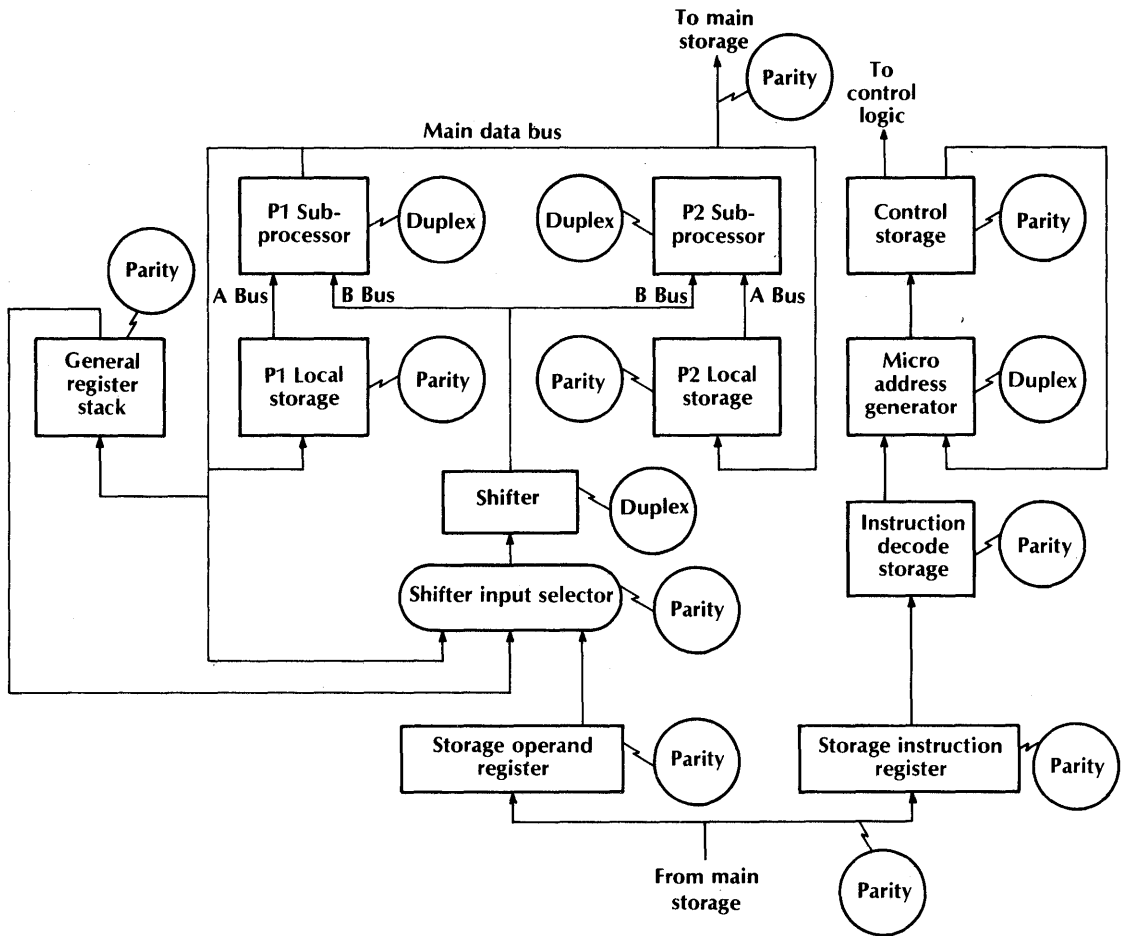 To main
storage
Parity
To
control
logic
Main data bus
P1 Sub-
processor
Duplex
Duplex
P2 Sub-
processor
Control
storage
Parity
Parity
A Bus
B Bus
B Bus
A Bus
General
register
stack
P1 Local
storage
Parity
Parity
P2 Local
storage
Micro
address
generator
Duplex
Shifter
Duplex
Instruction
decode
storage
Parity
Shifter input selector
Parity
Storage operand
register
Parity
Storage instruction
register
Parity
From main
storage
Parity